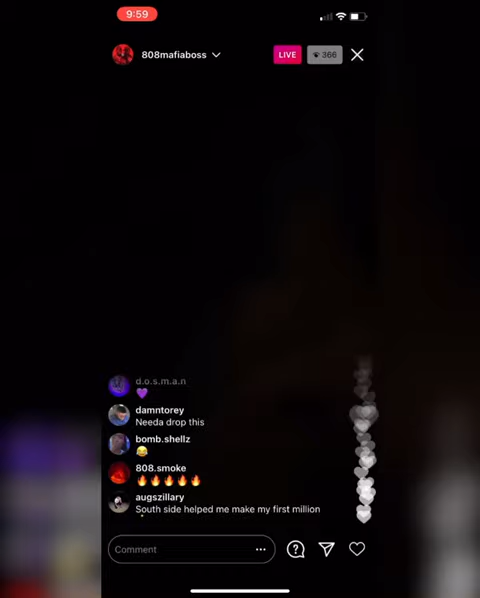 9:59
808mafiaboss
LIVE
366
d.o.s.m.a.n
💜
damntorey
Needa drop this
bomb.shellz
😂
808.smoke
🔥🔥🔥🔥🔥
augszillary
South side helped me make my first million
Comment